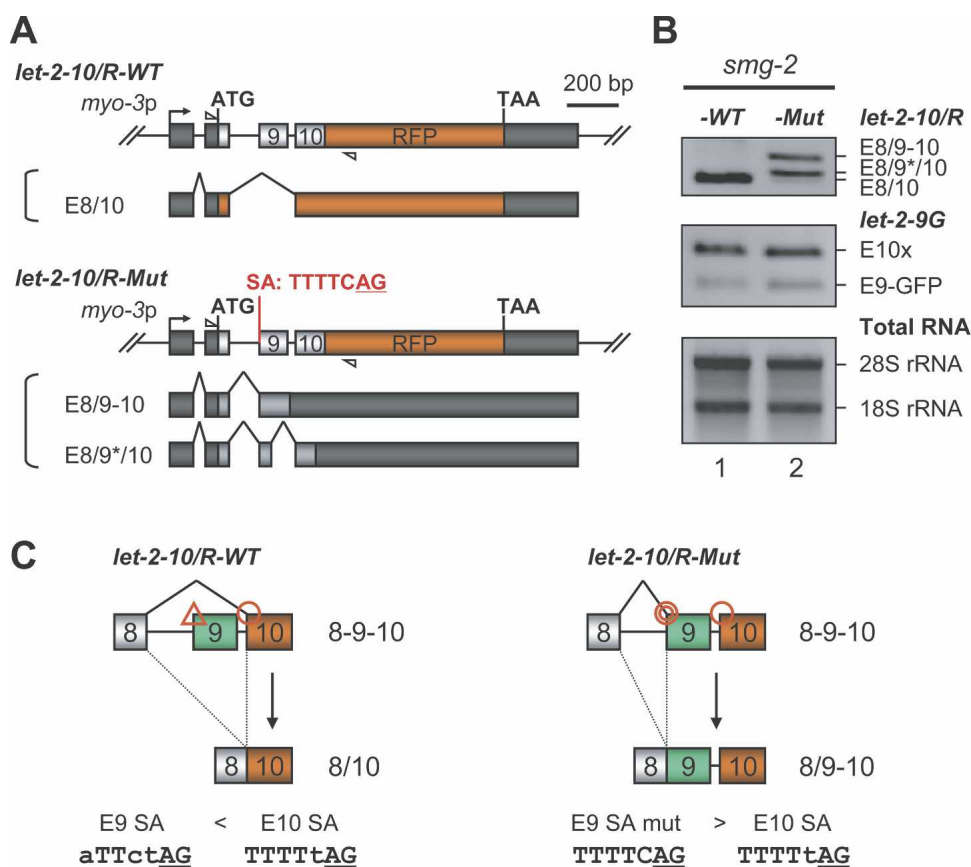 A
let-2-10/R-WT
200 bp
myo-3p
ATG
TAA
9
10
RFP
E8/10
let-2-10/R-Mut
SA: TTTTCAG
myo-3p
ATG
TAA
9
10
RFP
E8/9-10
E8/9*/10
B
smg-2
-WT
-Mut
let-2-10/R
E8/9-10
E8/9*/10
E8/10
let-2-9G
E10x
E9-GFP
Total RNA
28S rRNA
18S rRNA
1
2
C
let-2-10/R-WT
8
9
10
8-9-10
8
10
8/10
E9 SA < E10 SA
aTTctAG TTTTtAG
let-2-10/R-Mut
8
9
10
8-9-10
8
9
10
8/9-10
E9 SA mut > E10 SA
TTTTCAG TTTTtAG